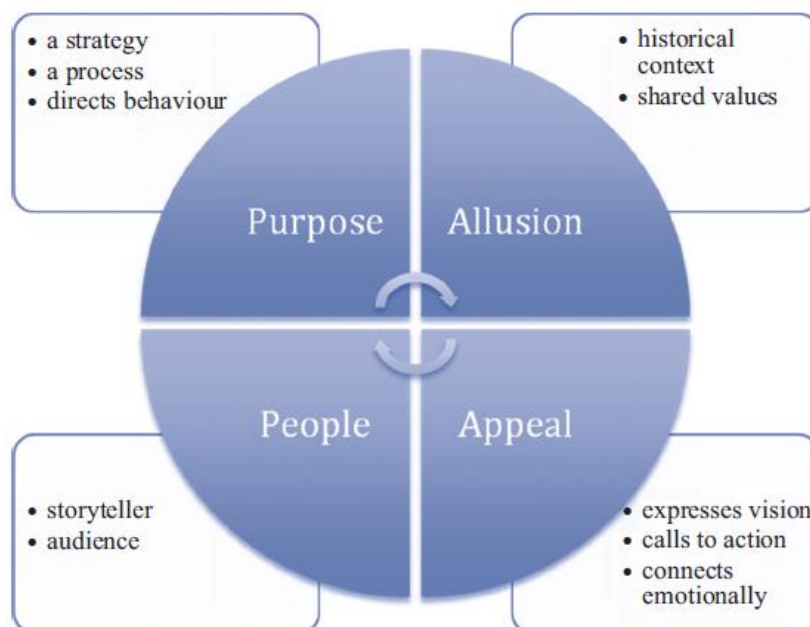 • a strategy
• a process
• directs behaviour
• historical
context
• shared values
Purpose
Allusion
People
Appeal
• storyteller
• audience
• expresses vision
• calls to action
• connects
emotionally